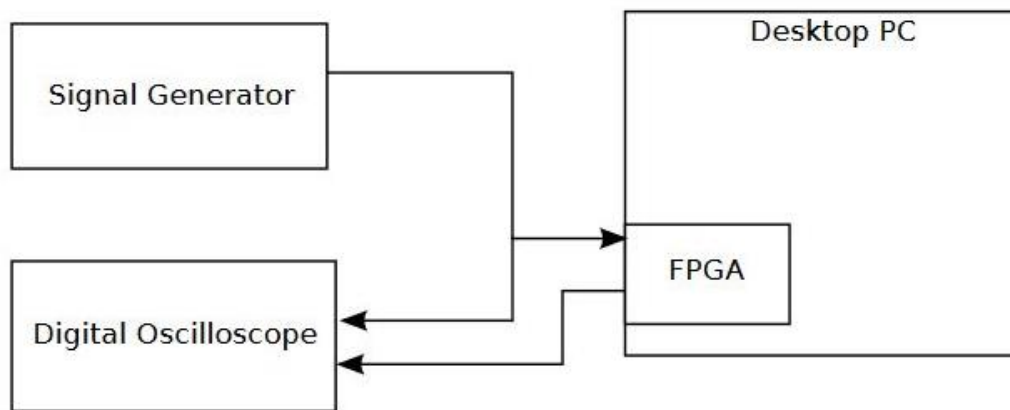 Desktop PC
Signal Generator
FPGA
Digital Oscilloscope